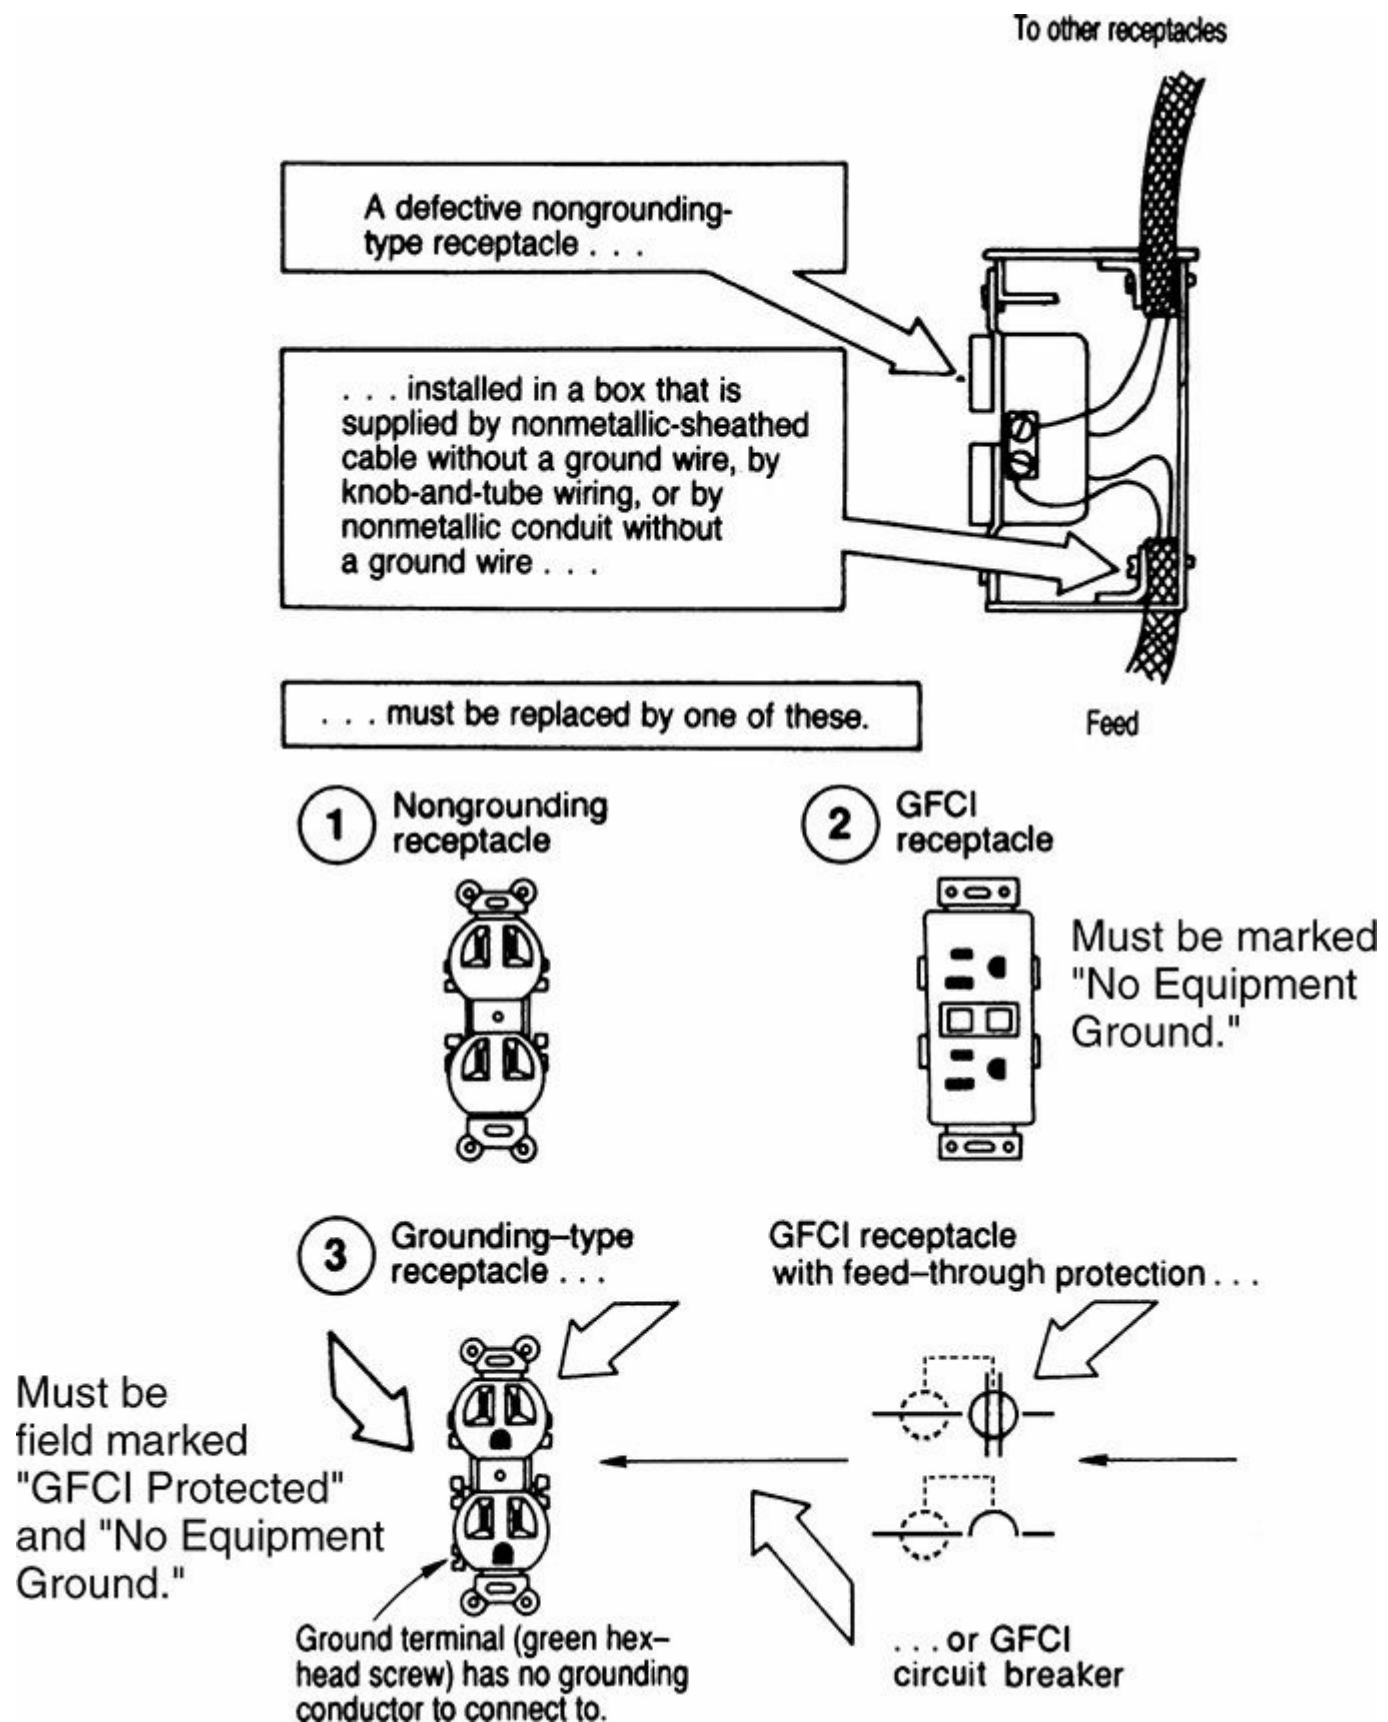 To other receptacles
A defective nongrounding-
type receptacle . . .
. . . installed in a box that is
supplied by nonmetallic-sheathed
cable without a ground wire, by
knob-and-tube wiring, or by
nonmetallic conduit without
a ground wire . . .
. . . must be replaced by one of these.
Feed
1
Nongrounding
receptacle
2
GFCI
receptacle
Must be marked
"No Equipment
Ground."
3
Grounding–type
receptacle . . .
GFCI receptacle
with feed–through protection . . .
Must be
field marked
"GFCI Protected"
and "No Equipment
Ground."
Ground terminal (green hex–
head screw) has no grounding
conductor to connect to.
. . . or GFCI
circuit breaker